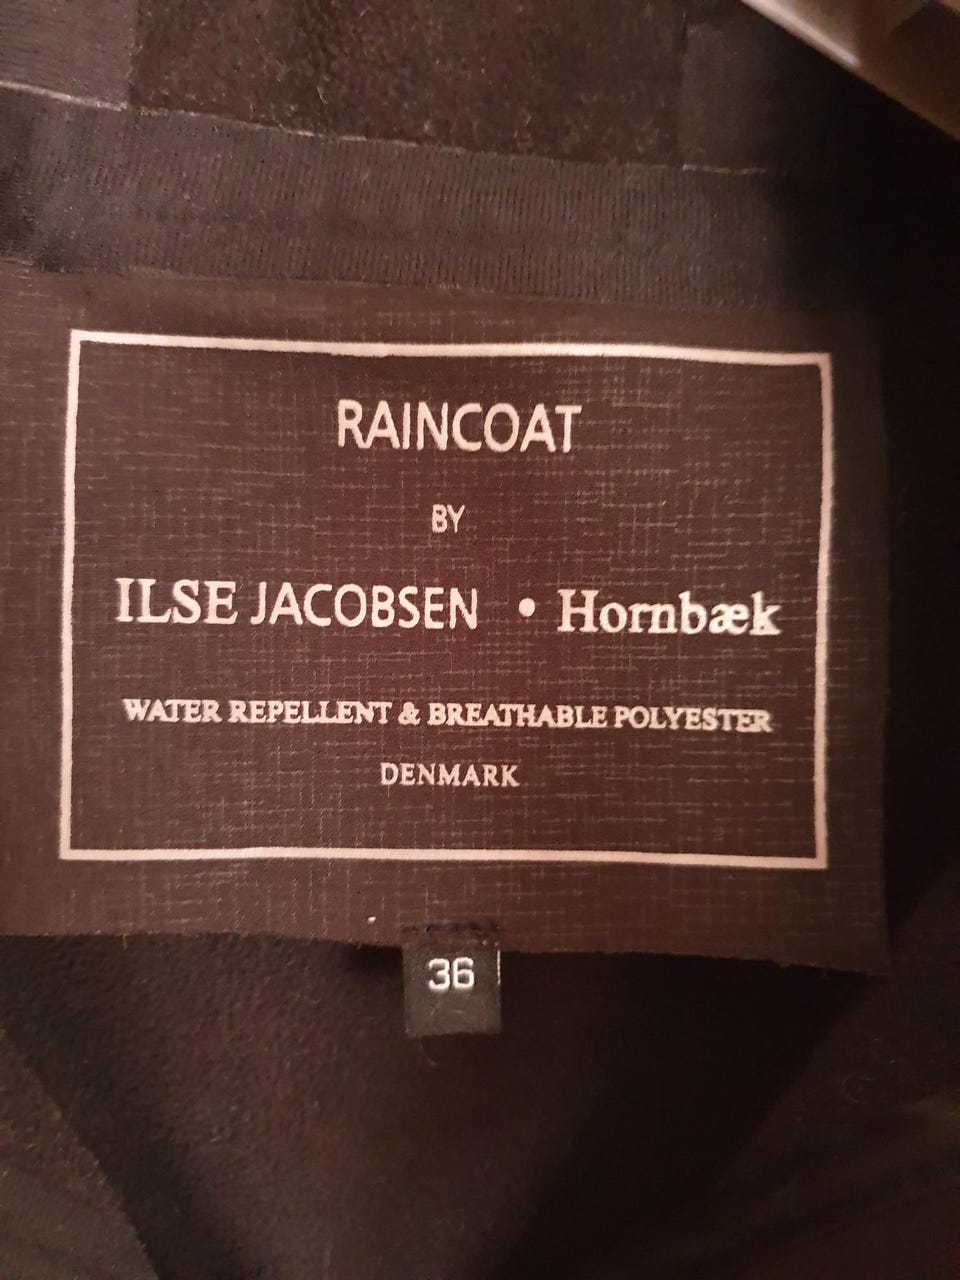 RAINCOAT
BY
ILSE JACOBSEN • Hornbæk
WATER REPELLENT & BREATHABLE POLYESTER
DENMARK
36